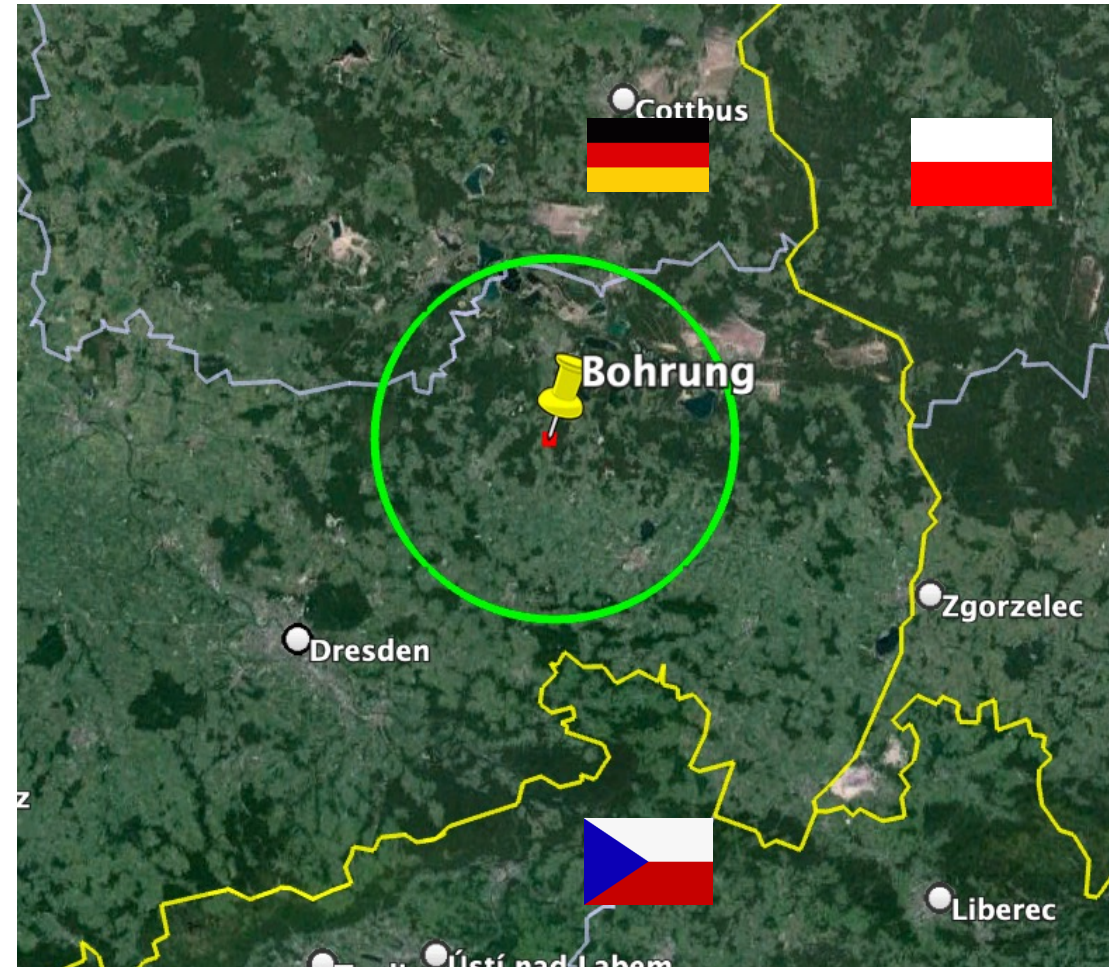 Cottbus
Bohrung
Zgorzelec
Dresden
z
Liberec
Ústí nad Labem